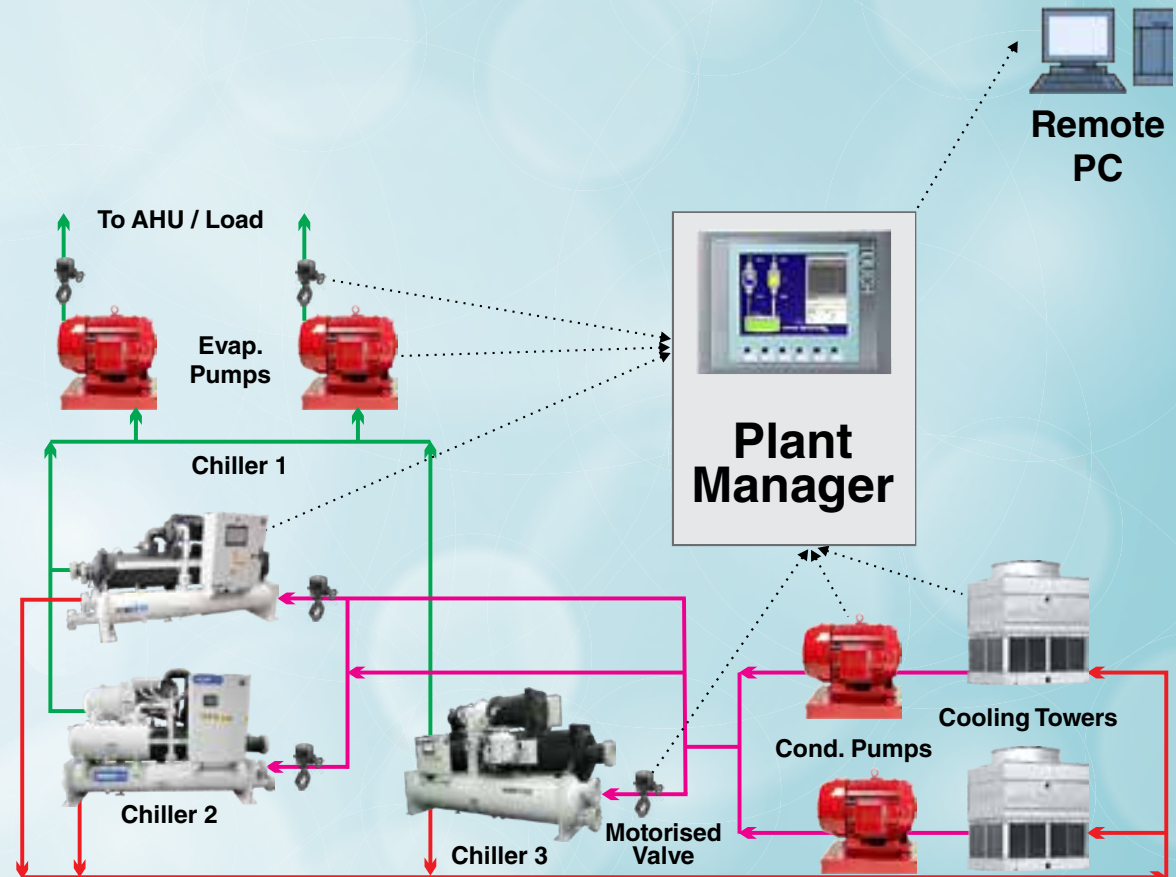 Remote
PC
To AHU / Load
TOUCH
Evap.
Pumps
Plant
Manager
Chiller 1
Cooling Towers
Cond. Pumps
Chiller 2
Motorised
Valve
Chiller 3